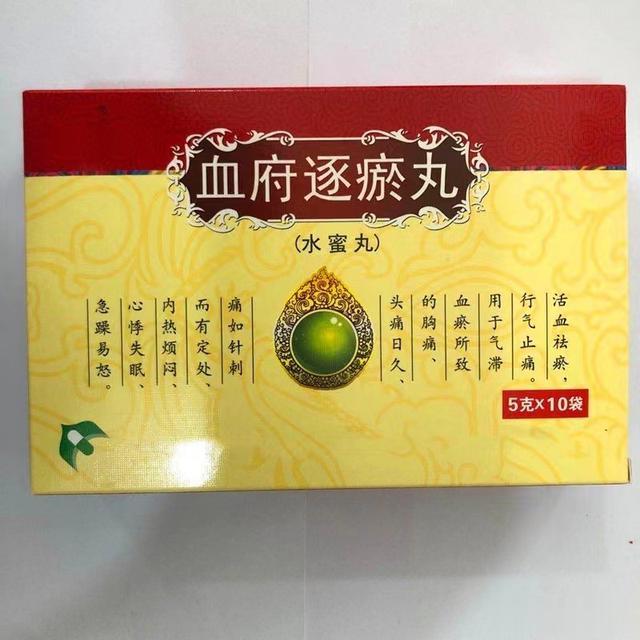 血府逐瘀丸
(水蜜丸)
活血祛瘀，
行气止痛。
用于气滞
血瘀所致
的胸痛、
头痛日久、
痛如针刺
而有定处、
内热烦闷、
心悸失眠、
急躁易怒。
5克×10袋